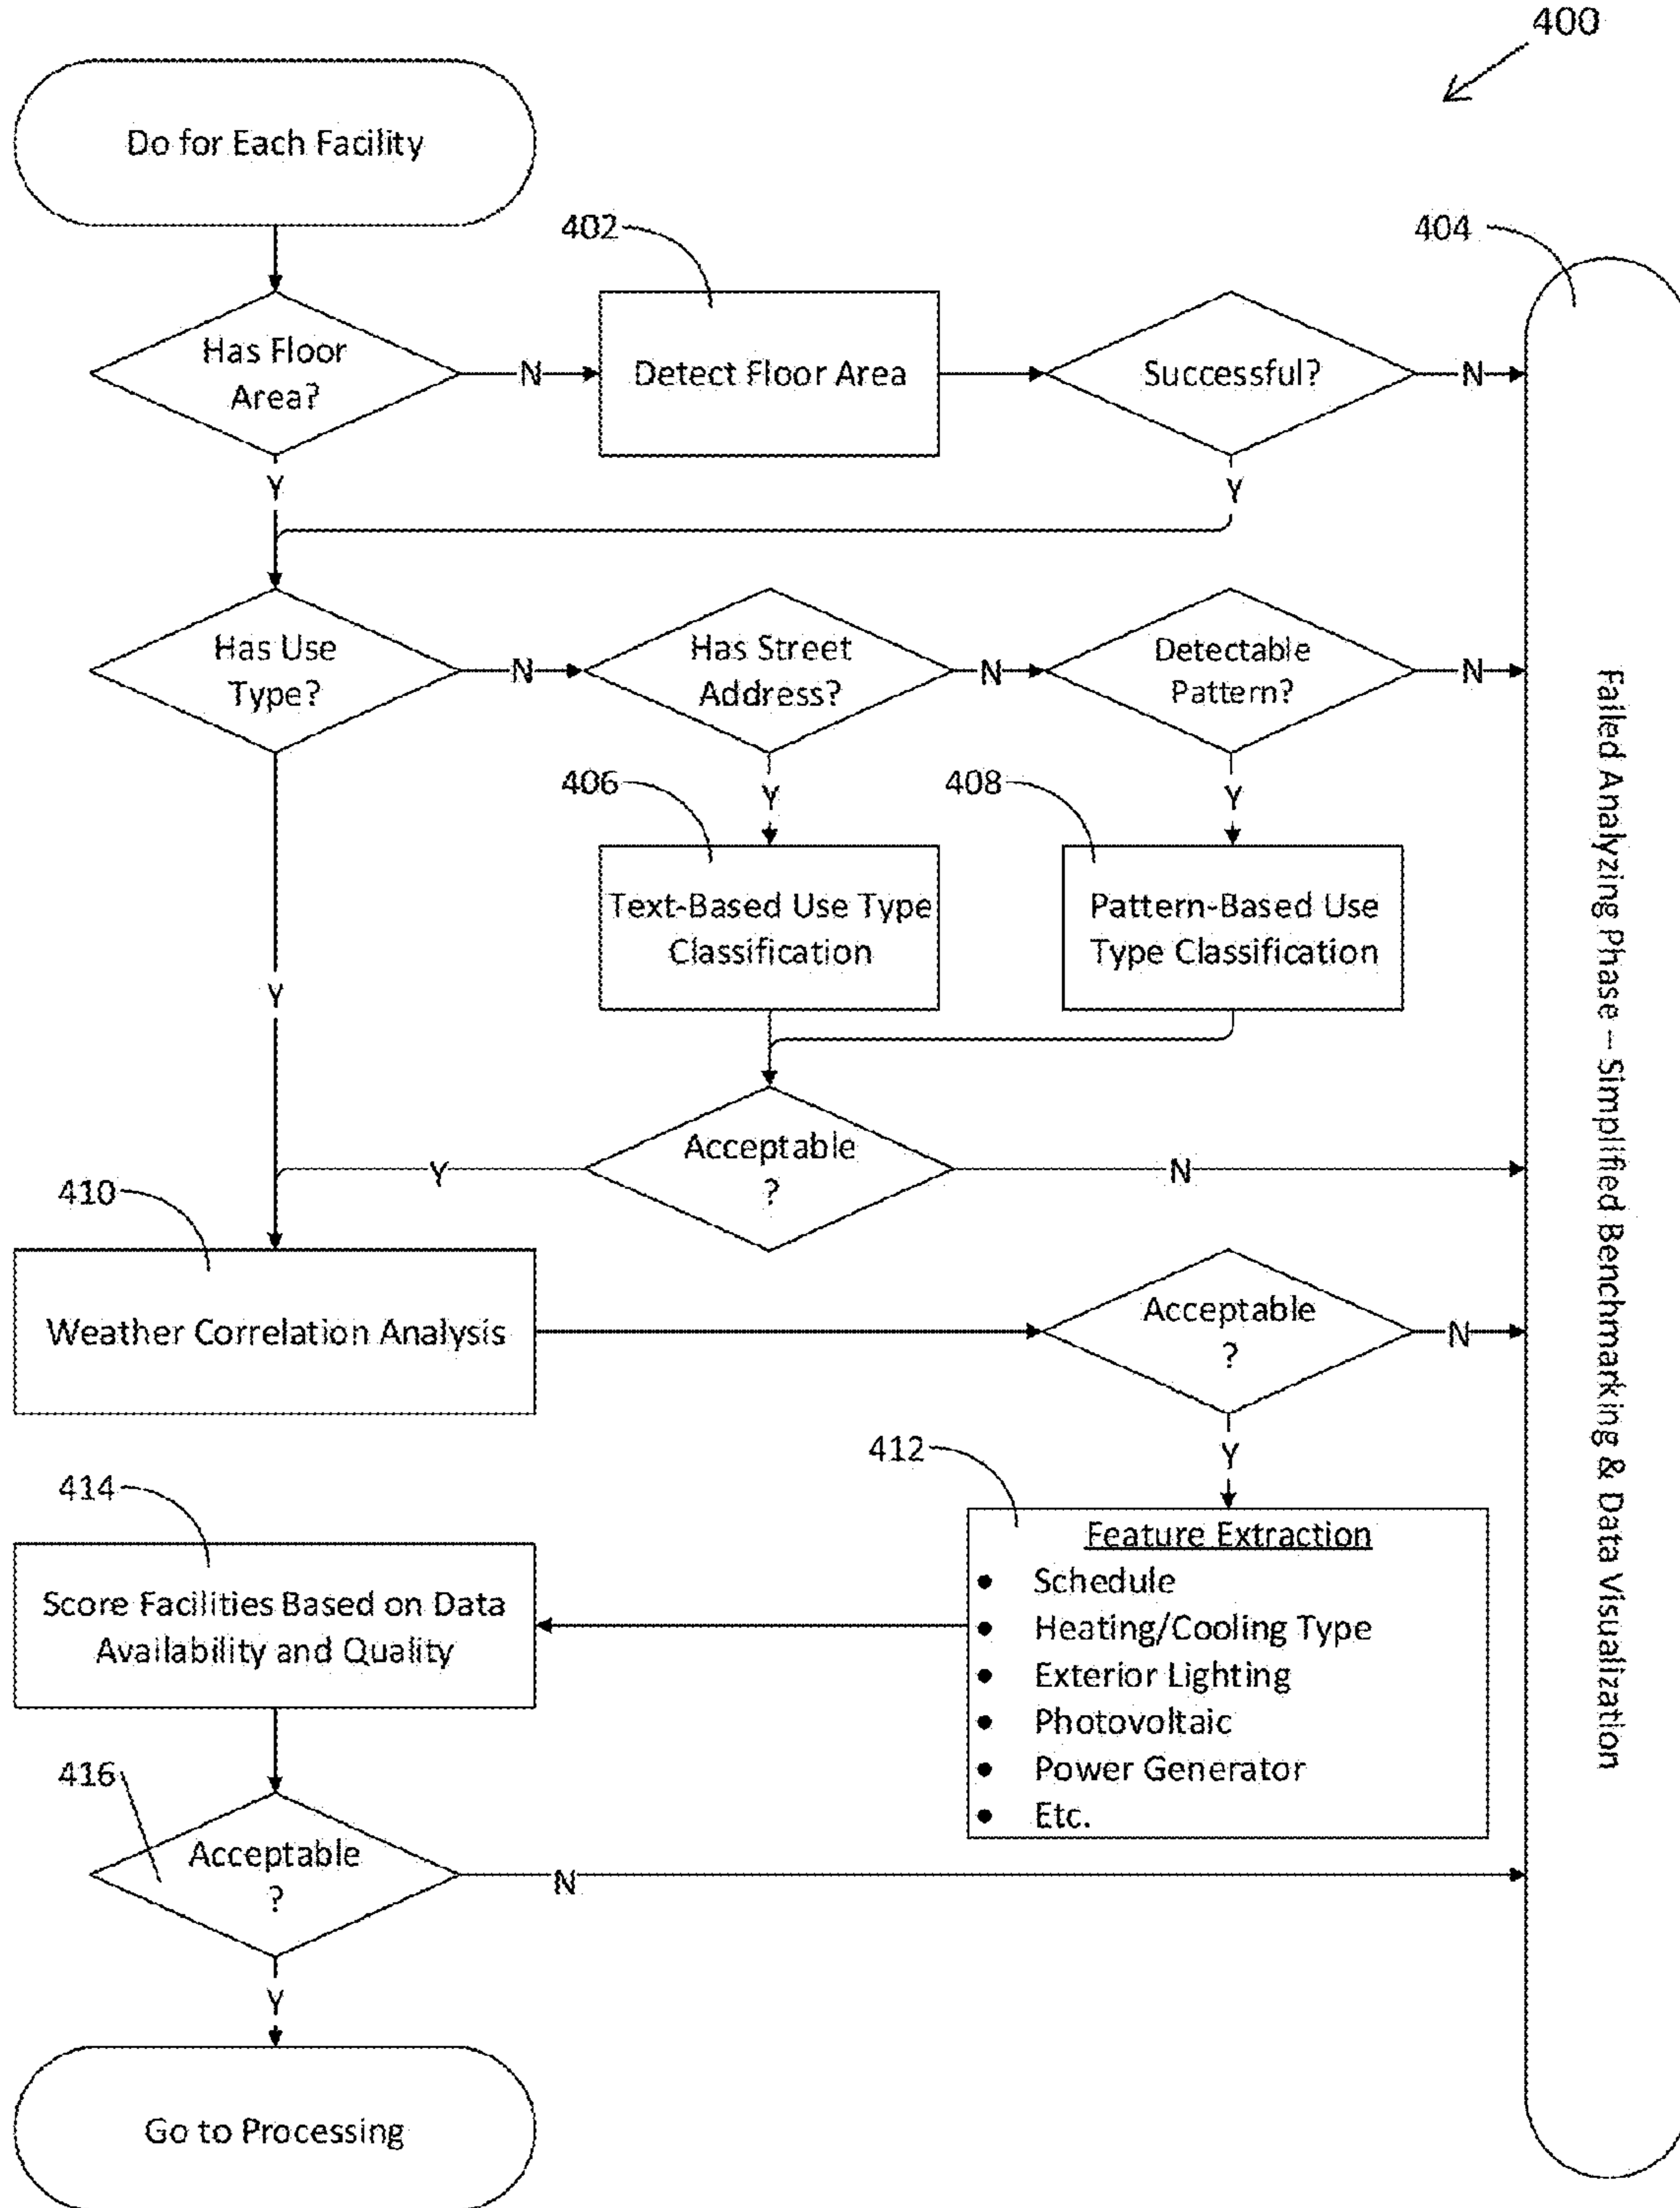 400
Do for Each Facility
402
404
Has Floor
Area?
N
Detect Floor Area
Successful?
N
Y
Y
Has Use
Type?
N
Has Street
Address?
N
Detectable
Pattern?
N
406
Y
408
Y
Text-Based Use Type
Classification
Pattern-Based Use
Type Classification
Y
Acceptable
?
Y
N
410
Weather Correlation Analysis
Acceptable
?
N
Y
412
414
Feature Extraction
• Schedule
• Heating/Cooling Type
• Exterior Lighting
• Photovoltaic
• Power Generator
• Etc.
Score Facilities Based on Data
Availability and Quality
416
Acceptable
?
N
Y
Go to Processing
Failed Analyzing Phase – Simplified Benchmarking & Data Visualization